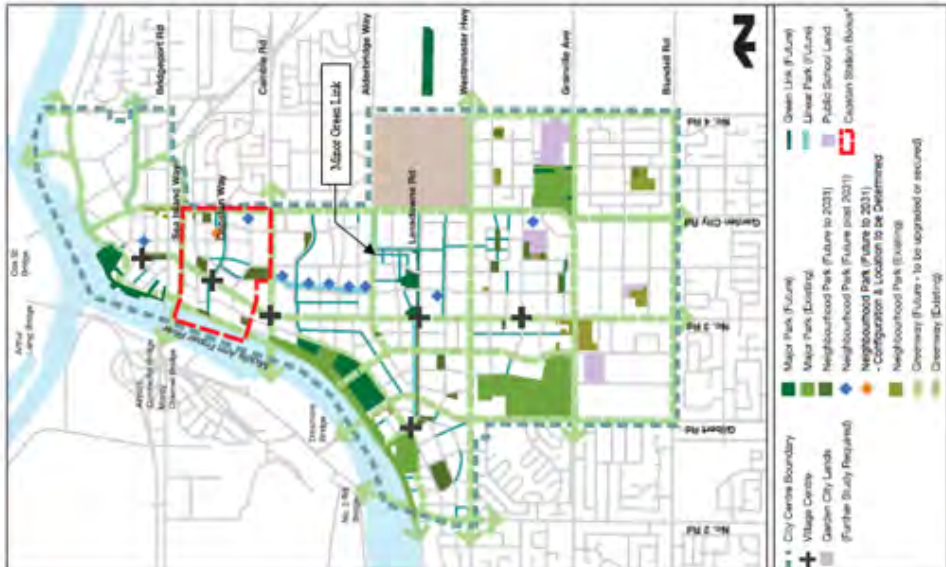 Bridgeport Rd
Sea Island Way
Cambie Rd
Alderbridge Way
Minor Green Link
Lansdowne Rd
Westminster Hwy
Granville Ave
Blundell Rd
No. 4 Rd
Garden City Rd
No. 3 Rd
Gilbert Rd
No. 2 Rd
Oak St.
Bridge
Arthur
Laing Bridge
Dinsmore
Bridge
No. 2 Rd
Bridge
City Centre Boundary
Village Centre
Garden City Lands
(Further Study Required)
Major Park (Future)
Major Park (Existing)
Neighbourhood Park (Future to 2031)
Neighbourhood Park (Future post 2031)
Neighbourhood Park (Future to 2031)
- Configuration & Location to be Determined
Neighbourhood Park (Existing)
Greenway (Future - to be upgraded or secured)
Greenway (Existing)
Green Link (Future)
Linear Park (Future)
Public School Land
Capstan Station Bonus*